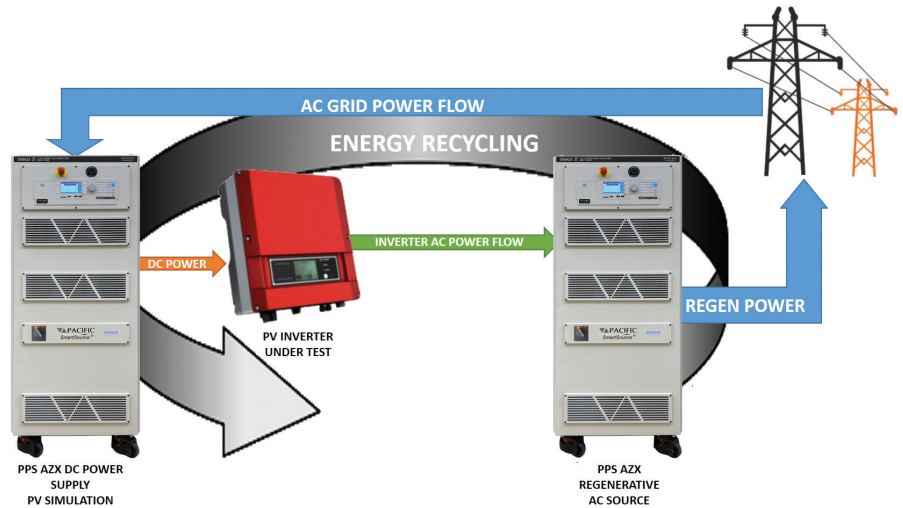 AC GRID POWER FLOW
ENERGY RECYCLING
DC POWER
INVERTER AC POWER FLOW
REGEN POWER
PV INVERTER
UNDER TEST
PACIFIC
SmartSource
PACIFIC
SmartSource
PPS AZX DC POWER
SUPPLY
PV SIMULATION
PPS AZX
REGENERATIVE
AC SOURCE